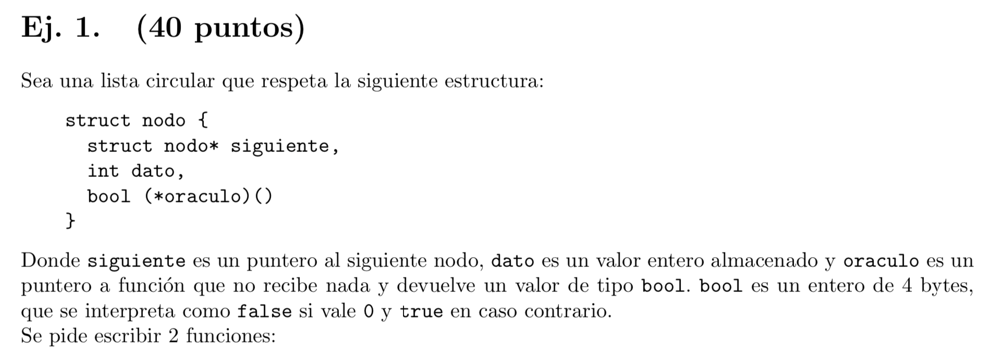 Ej. 1. (40 puntos)
Sea una lista circular que respeta la siguiente estructura:
struct nodo {
struct nodo* siguiente,
int dato,
bool (*oraculo)()
}
Donde siguiente es un puntero al siguiente nodo, dato es un valor entero almacenado y oraculo es un
puntero a función que no recibe nada y devuelve un valor de tipo bool. bool es un entero de 4 bytes,
que se interpreta como false si vale 0 y true en caso contrario.
Se pide escribir 2 funciones: